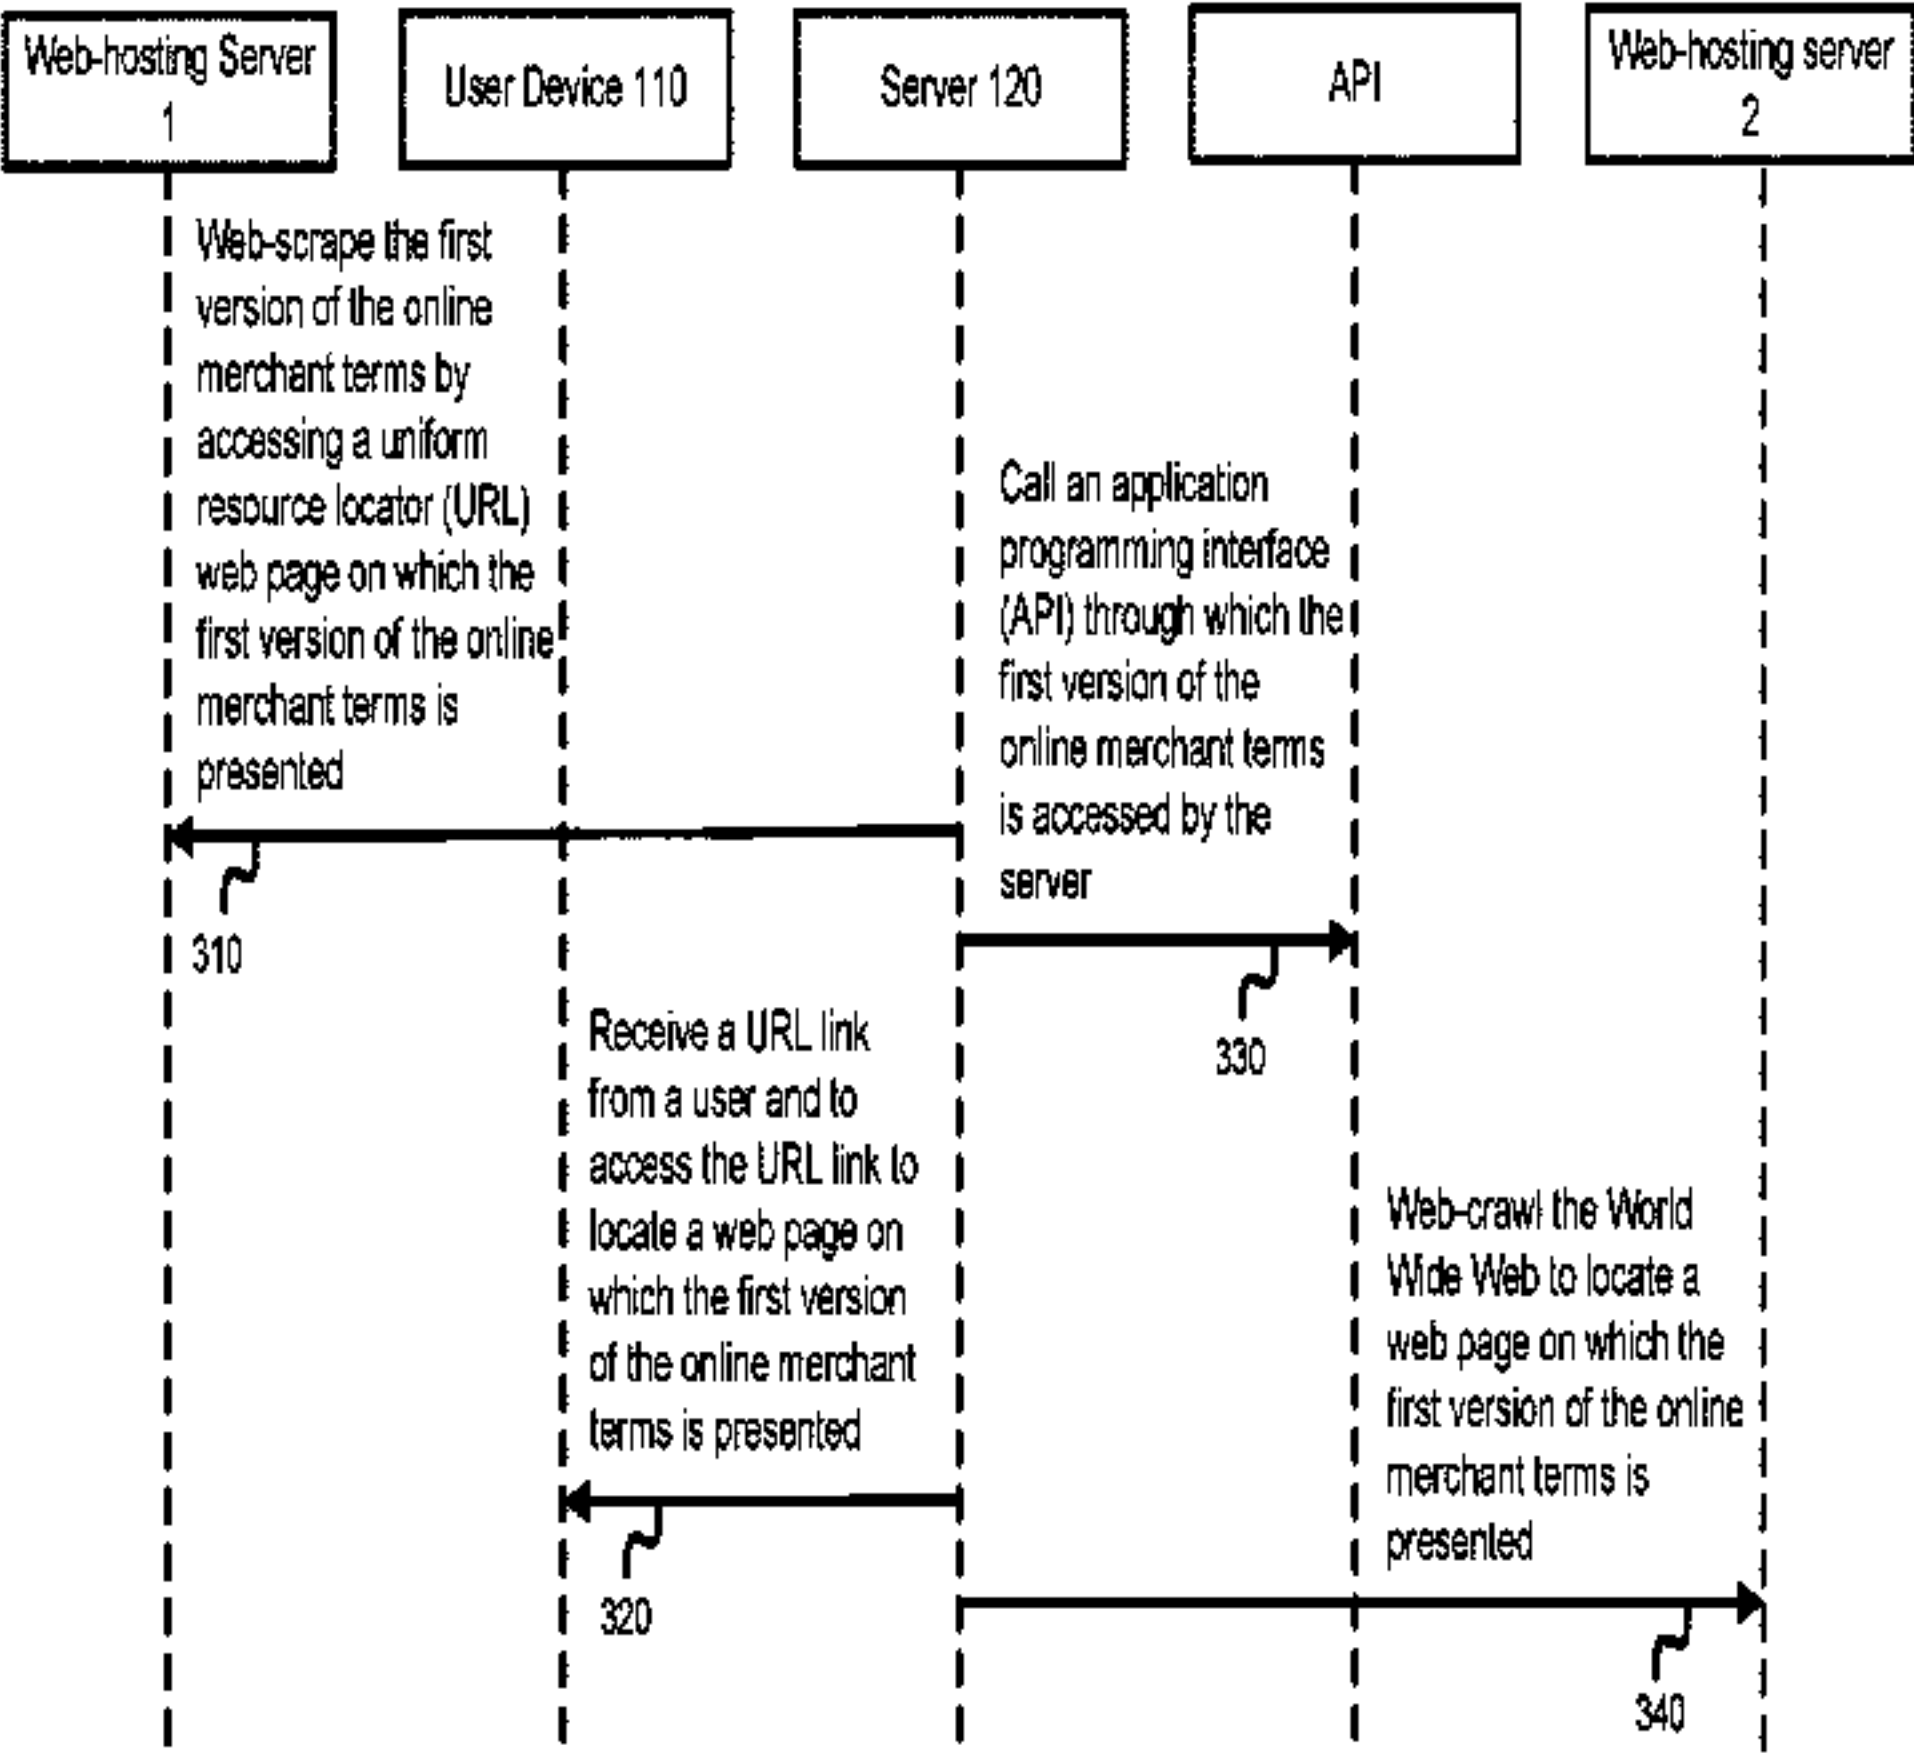 Web-hosting Server
1
User Device 110
Server 120
API
Web-hosting server
2
Web-scrape the first
version of the online
merchant terms by
accessing a uniform
resource locator (URL)
web page on which the
first version of the online
merchant terms is
presented
310
Call an application
programming interface
(API) through which the
first version of the
online merchant terms
is accessed by the
server
330
Receive a URL link
from a user and to
access the URL link to
locate a web page on
which the first version
of the online merchant
terms is presented
320
Web-crawl the World
Wide Web to locate a
web page on which the
first version of the online
merchant terms is
presented
340